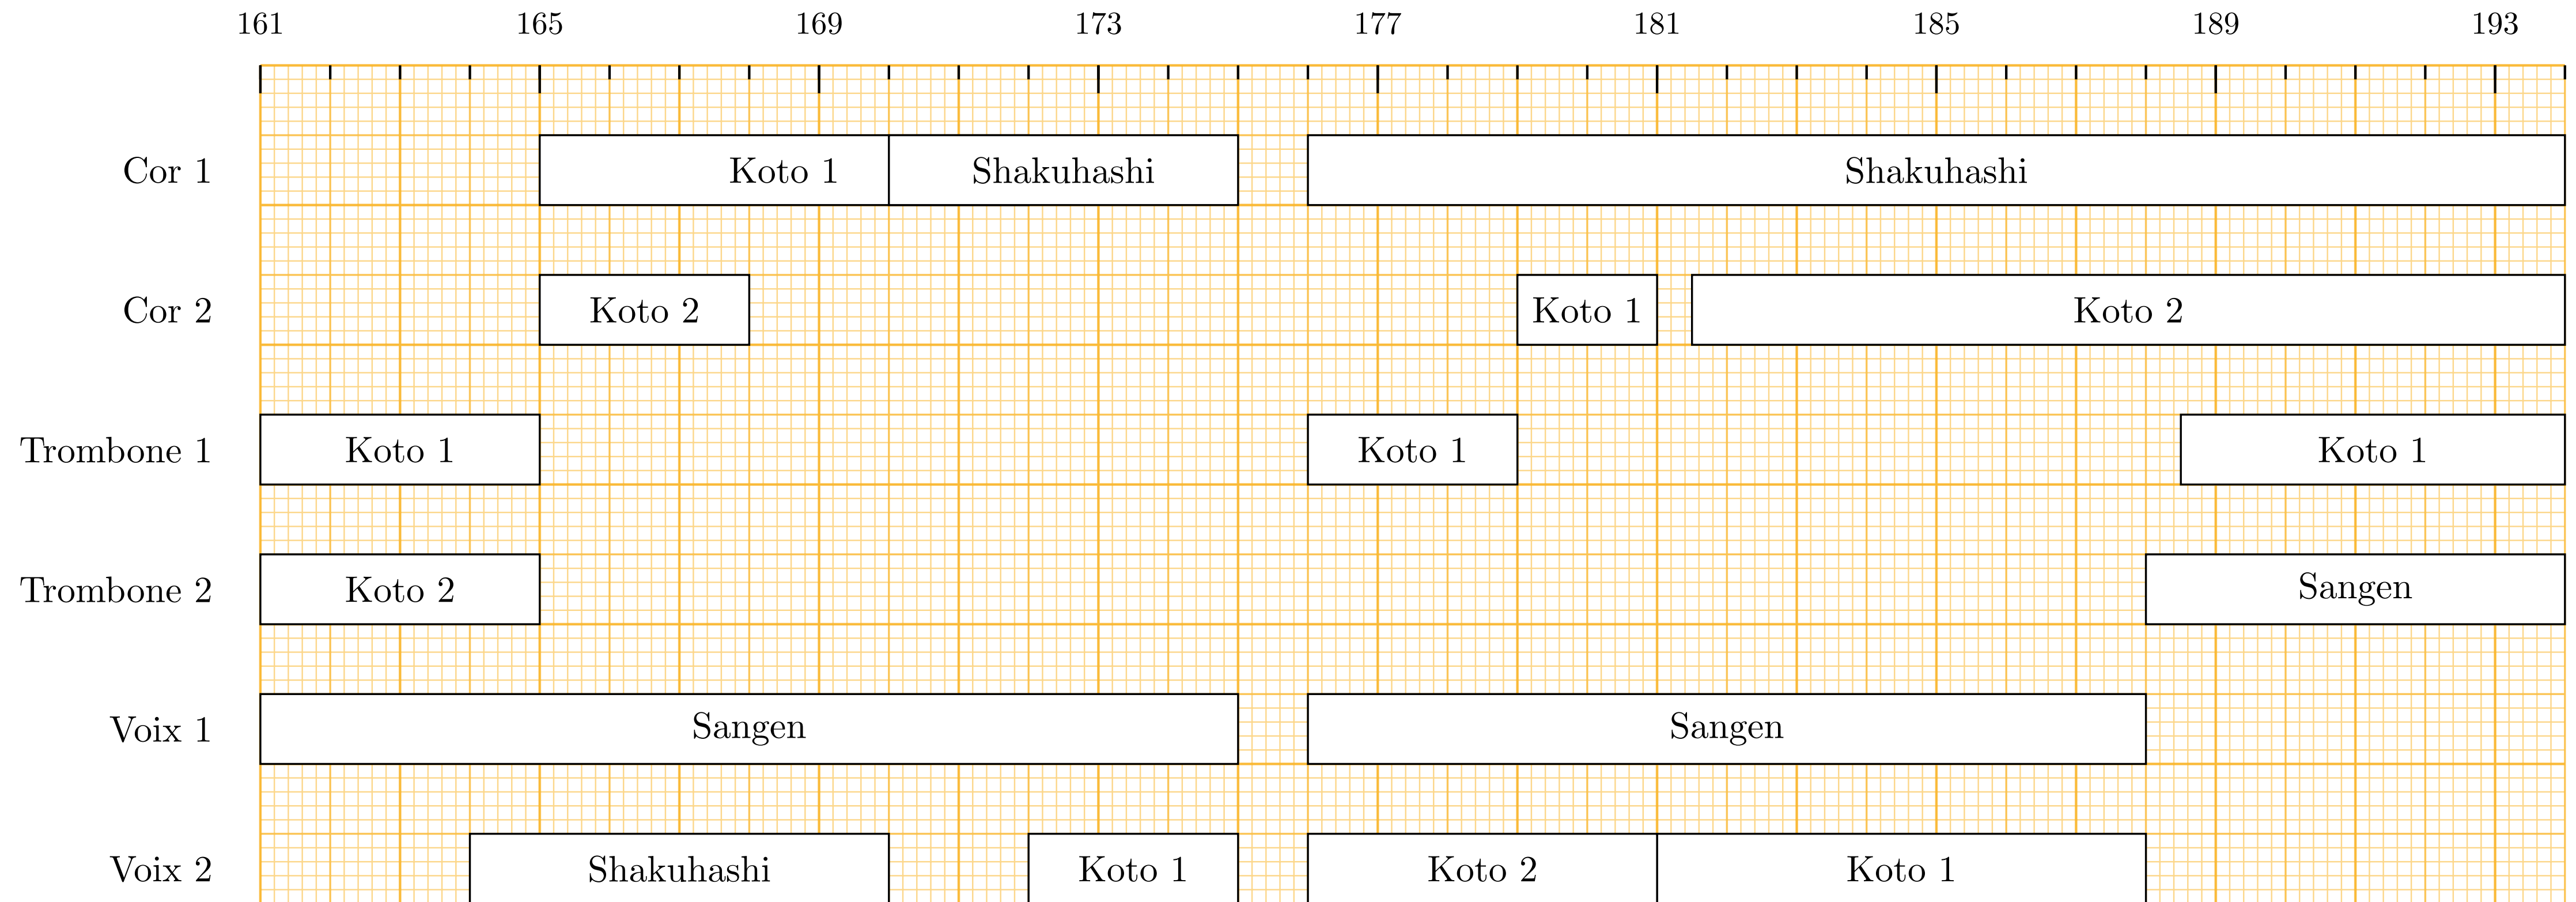 161 165 169 173 177 181 185 189 193
Cor 1 Koto 1 Shakuhashi Shakuhashi
Cor 2 Koto 2 Koto 1 Koto 2
Trombone 1 Koto 1 Koto 1 Koto 1
Trombone 2 Koto 2 Sangen
Voix 1 Sangen Sangen
Voix 2 Shakuhashi Koto 1 Koto 2 Koto 1